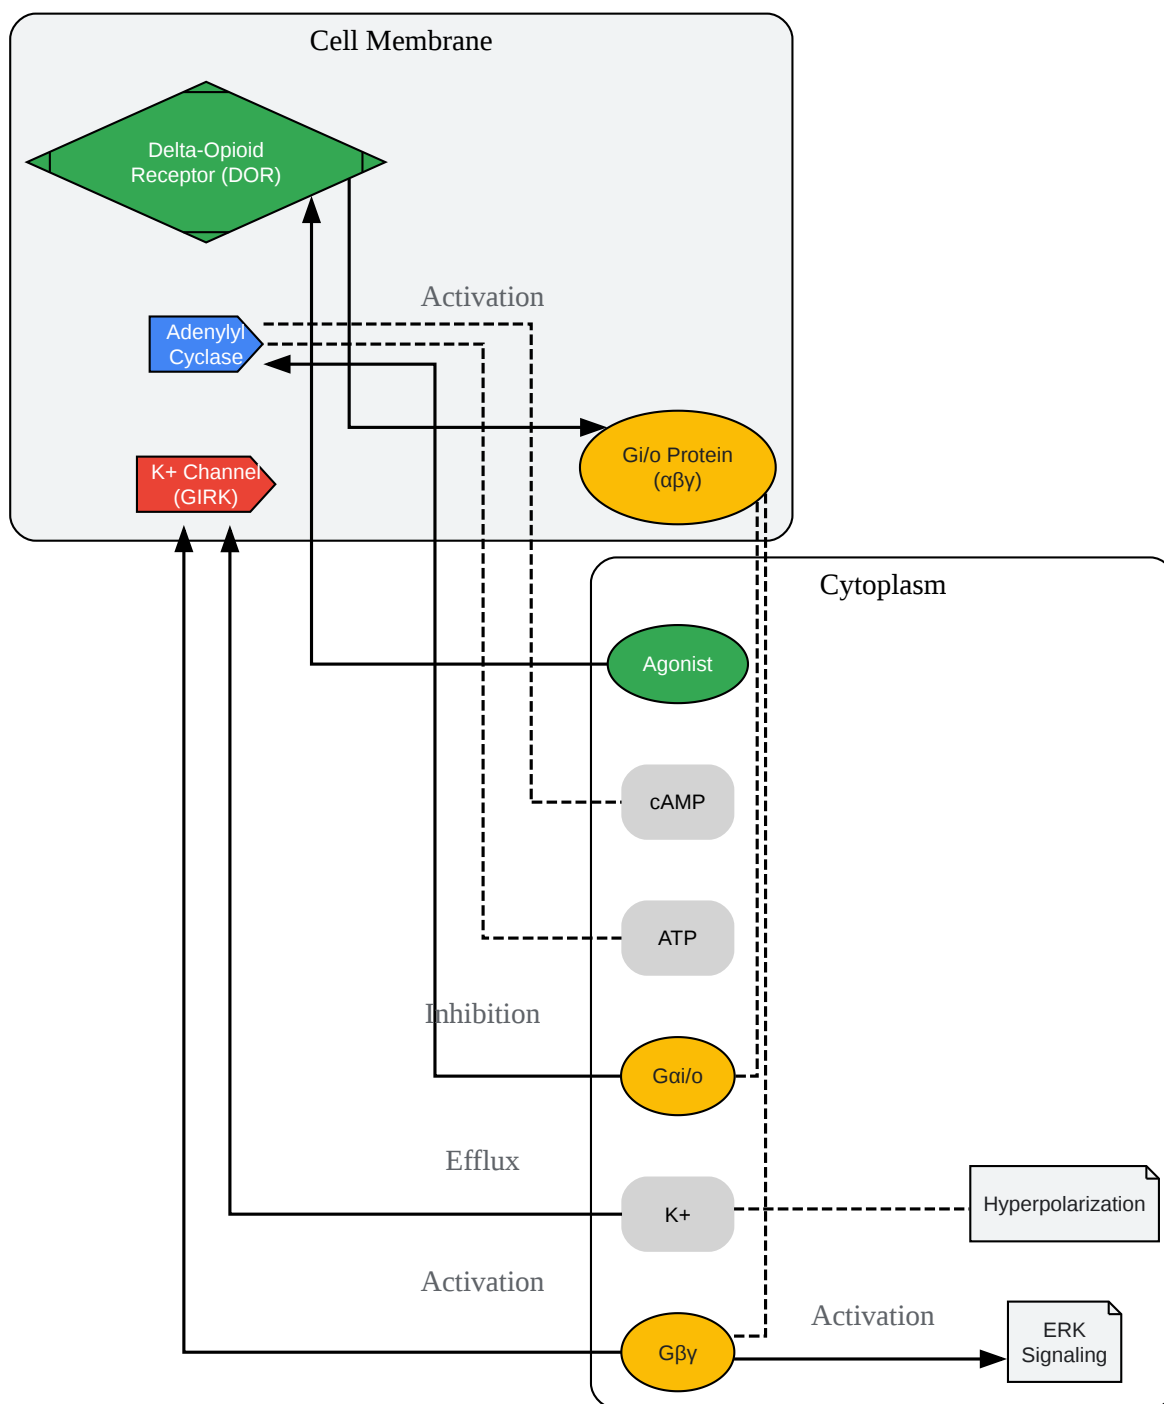 Cell Membrane
Delta-Opioid
Receptor (DOR)
Activation
Adenylyl
Cyclase
K+ Channel
(GIRK)
Gi/o Protein
(αβγ)
Cytoplasm
Agonist
cAMP
ATP
Inhibition
Gαi/o
Efflux
K+
Hyperpolarization
Activation
Activation
Gβγ
ERK
Signaling